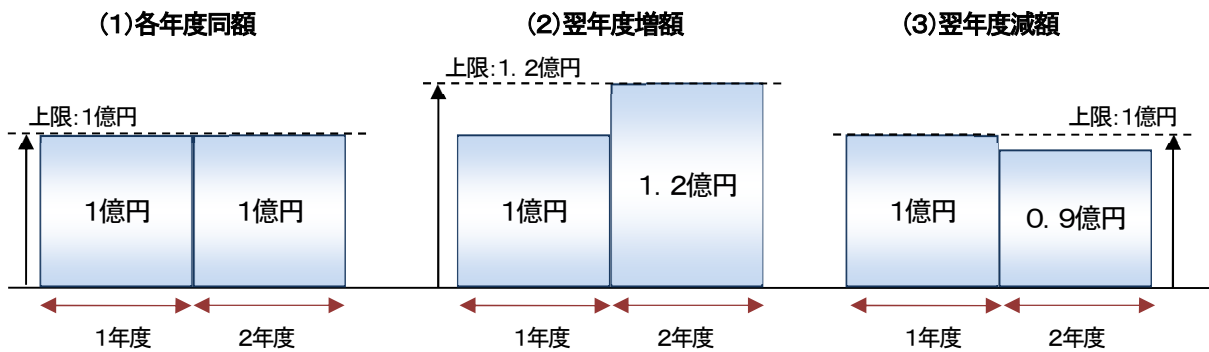 (1)各年度同額
上限:1億円
1億円
1億円
1年度
2年度
(2)翌年度増額
上限:1.2億円
1億円
1.2億円
1年度
2年度
(3)翌年度減額
上限:1億円
1億円
0.9億円
1年度
2年度